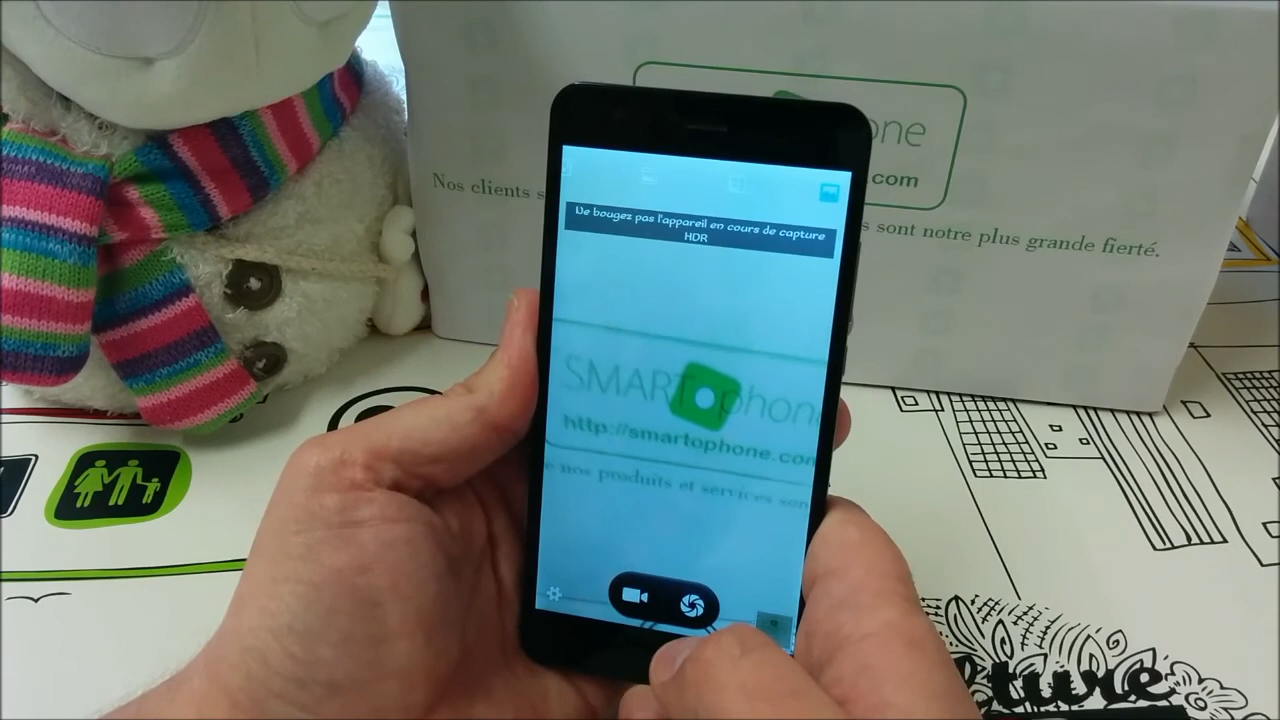 one
.com
Nos clients s
s sont notre plus grande fierté.
Ne bougez pas l'appareil en cours de capture
HDR
SMARTophone
http://smartophone.com
e nos produits et services son
ture